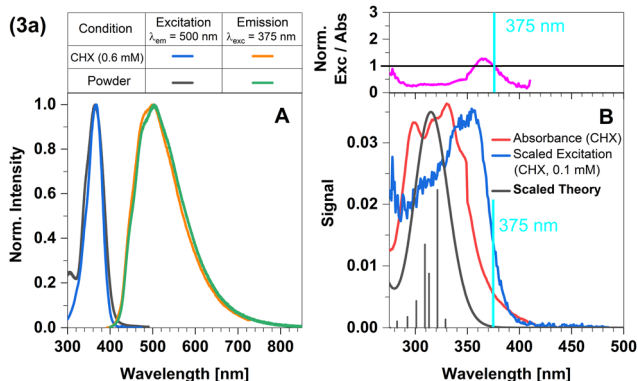 (3a)
Condition
Excitation
λem = 500 nm
Emission
λexc = 375 nm
CHX (0.6 mM)
Powder
A
1.0
0.8
0.6
0.4
0.2
0.0
Norm. Intensity
300 400 500 600 700 800
Wavelength [nm]
Norm.
Exc / Abs
3
2
1
0
375 nm
B
Absorbance (CHX)
Scaled Excitation
(CHX, 0.1 mM)
Scaled Theory
375 nm
0.03
0.02
0.01
0.00
Signal
300 350 400 450 500
Wavelength [nm]